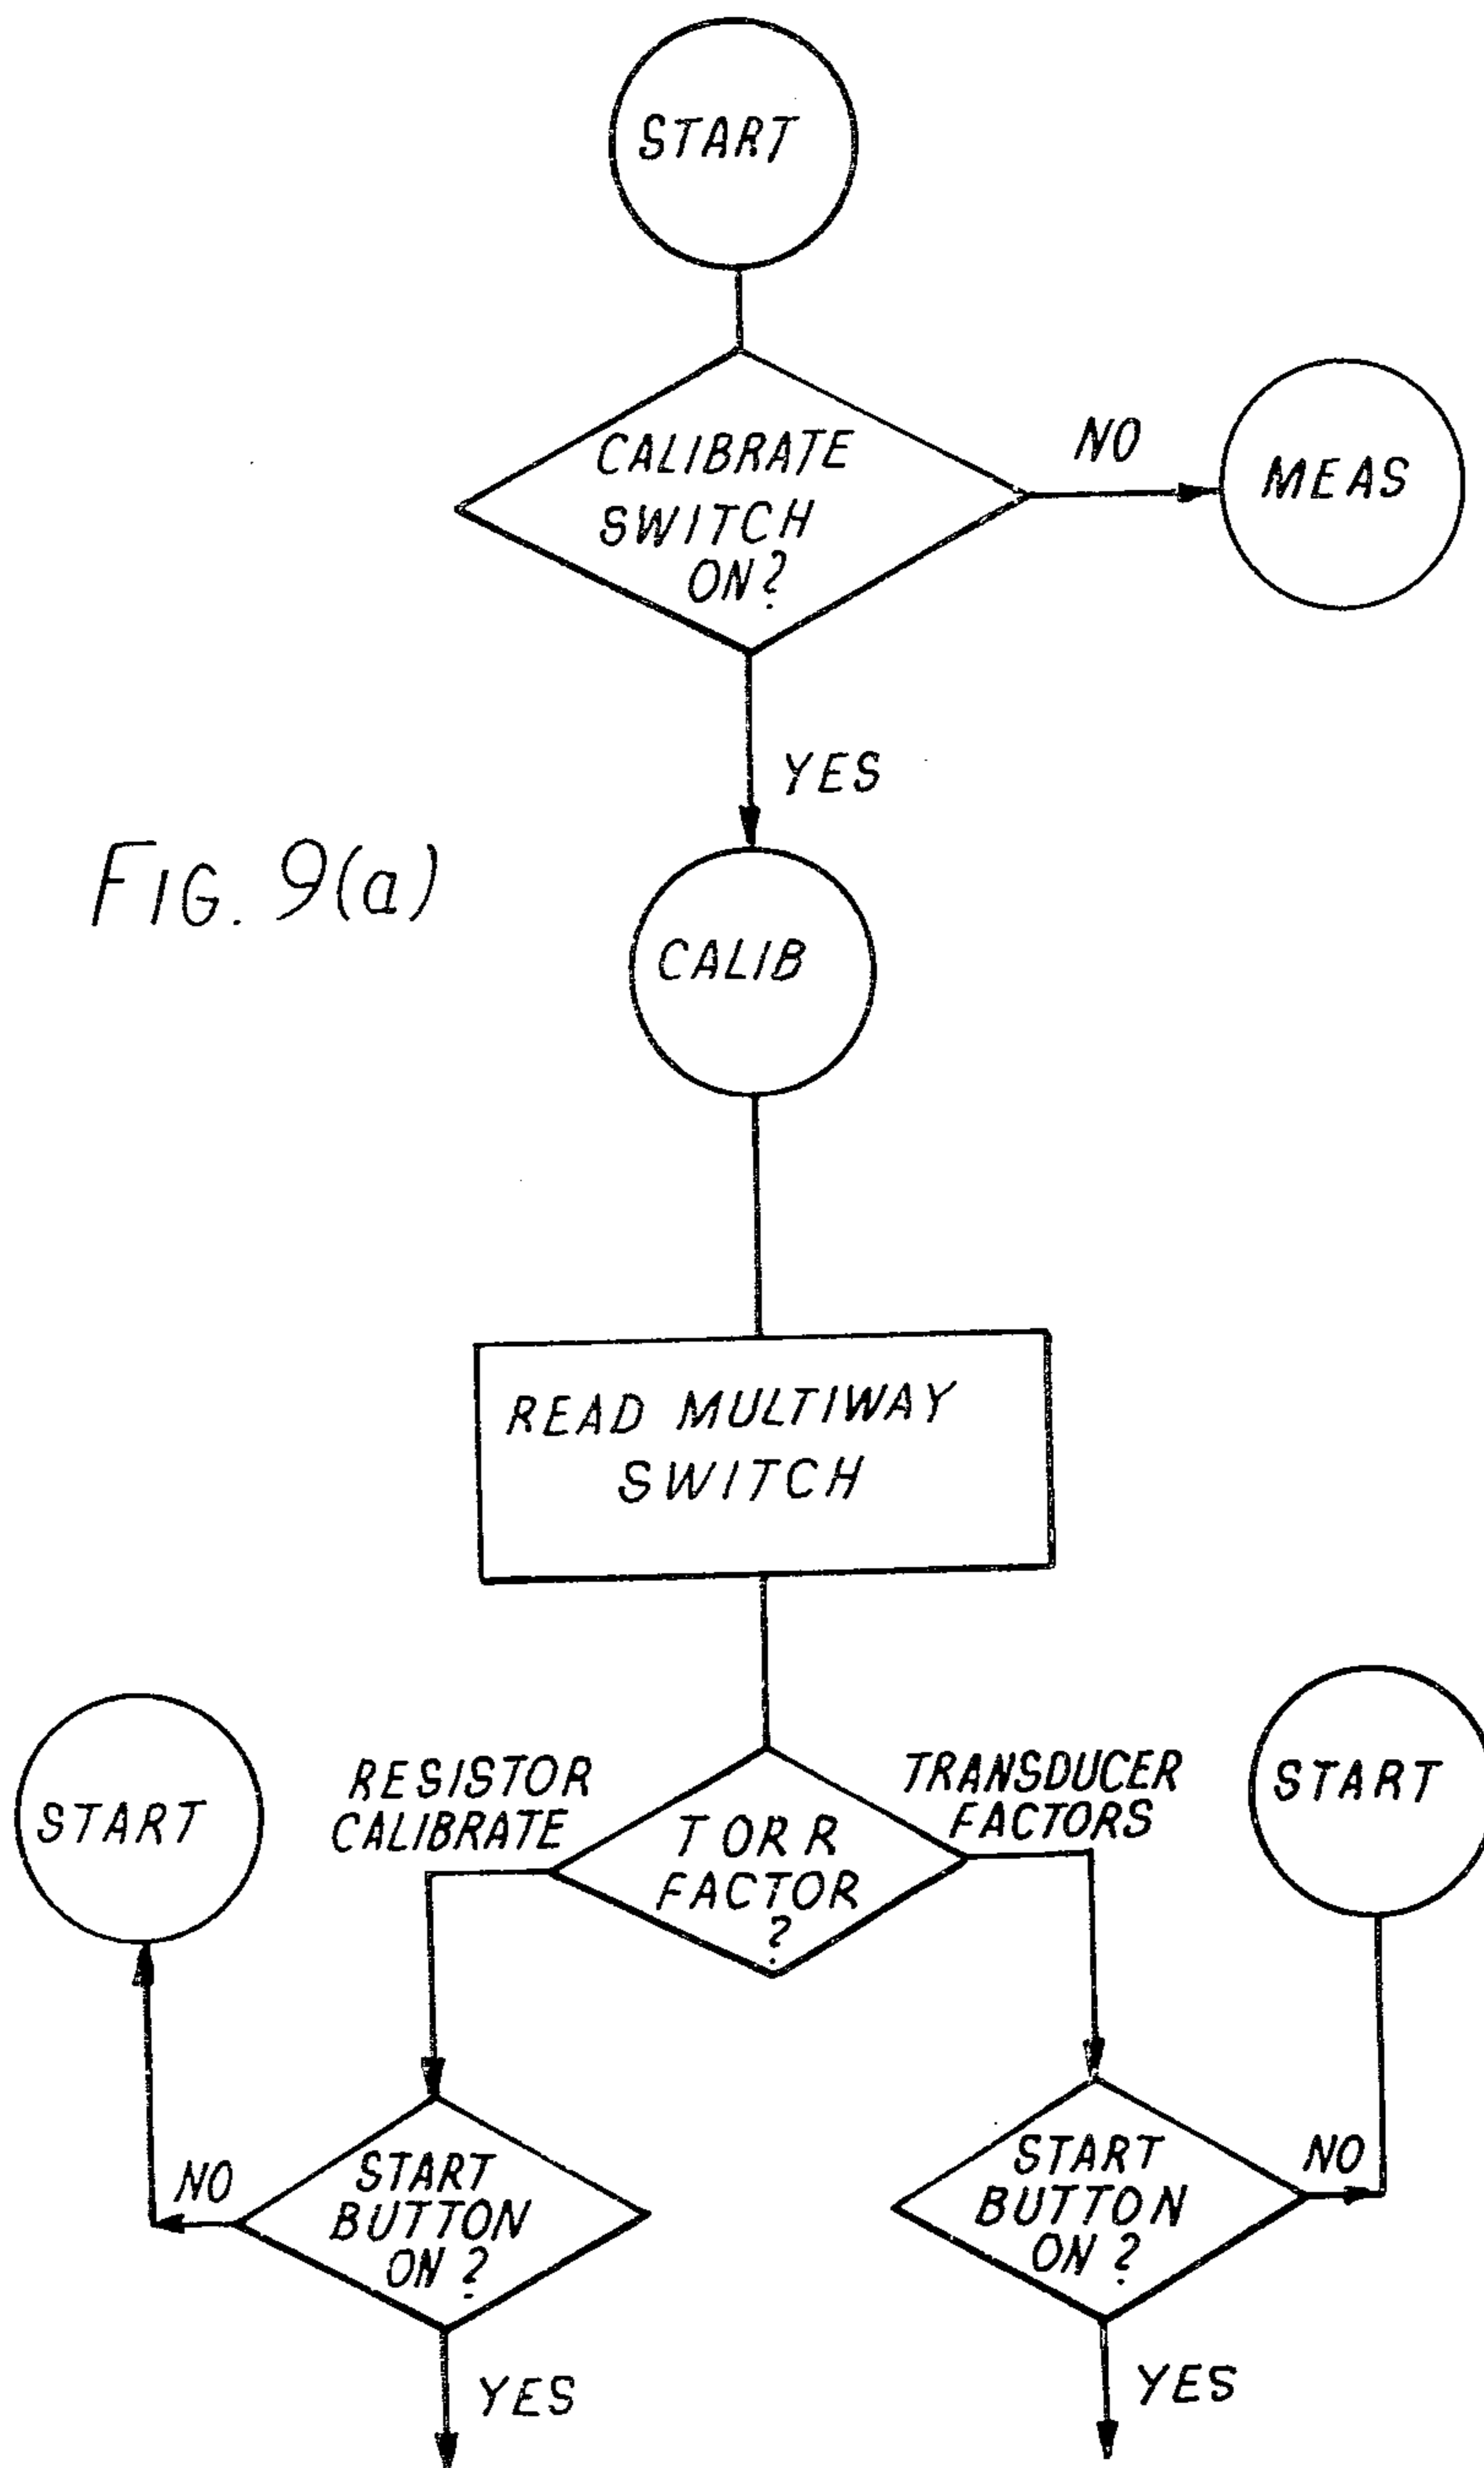 START
CALIBRATE
SWITCH
ON?
NO
MEAS
YES
FIG. 9(a)
CALIB
READ MULTIWAY
SWITCH
START
RESISTOR
CALIBRATE
T OR R
FACTOR
?
TRANSDUCER
FACTORS
START
NO
START
BUTTON
ON?
YES
START
BUTTON
ON?
NO
YES